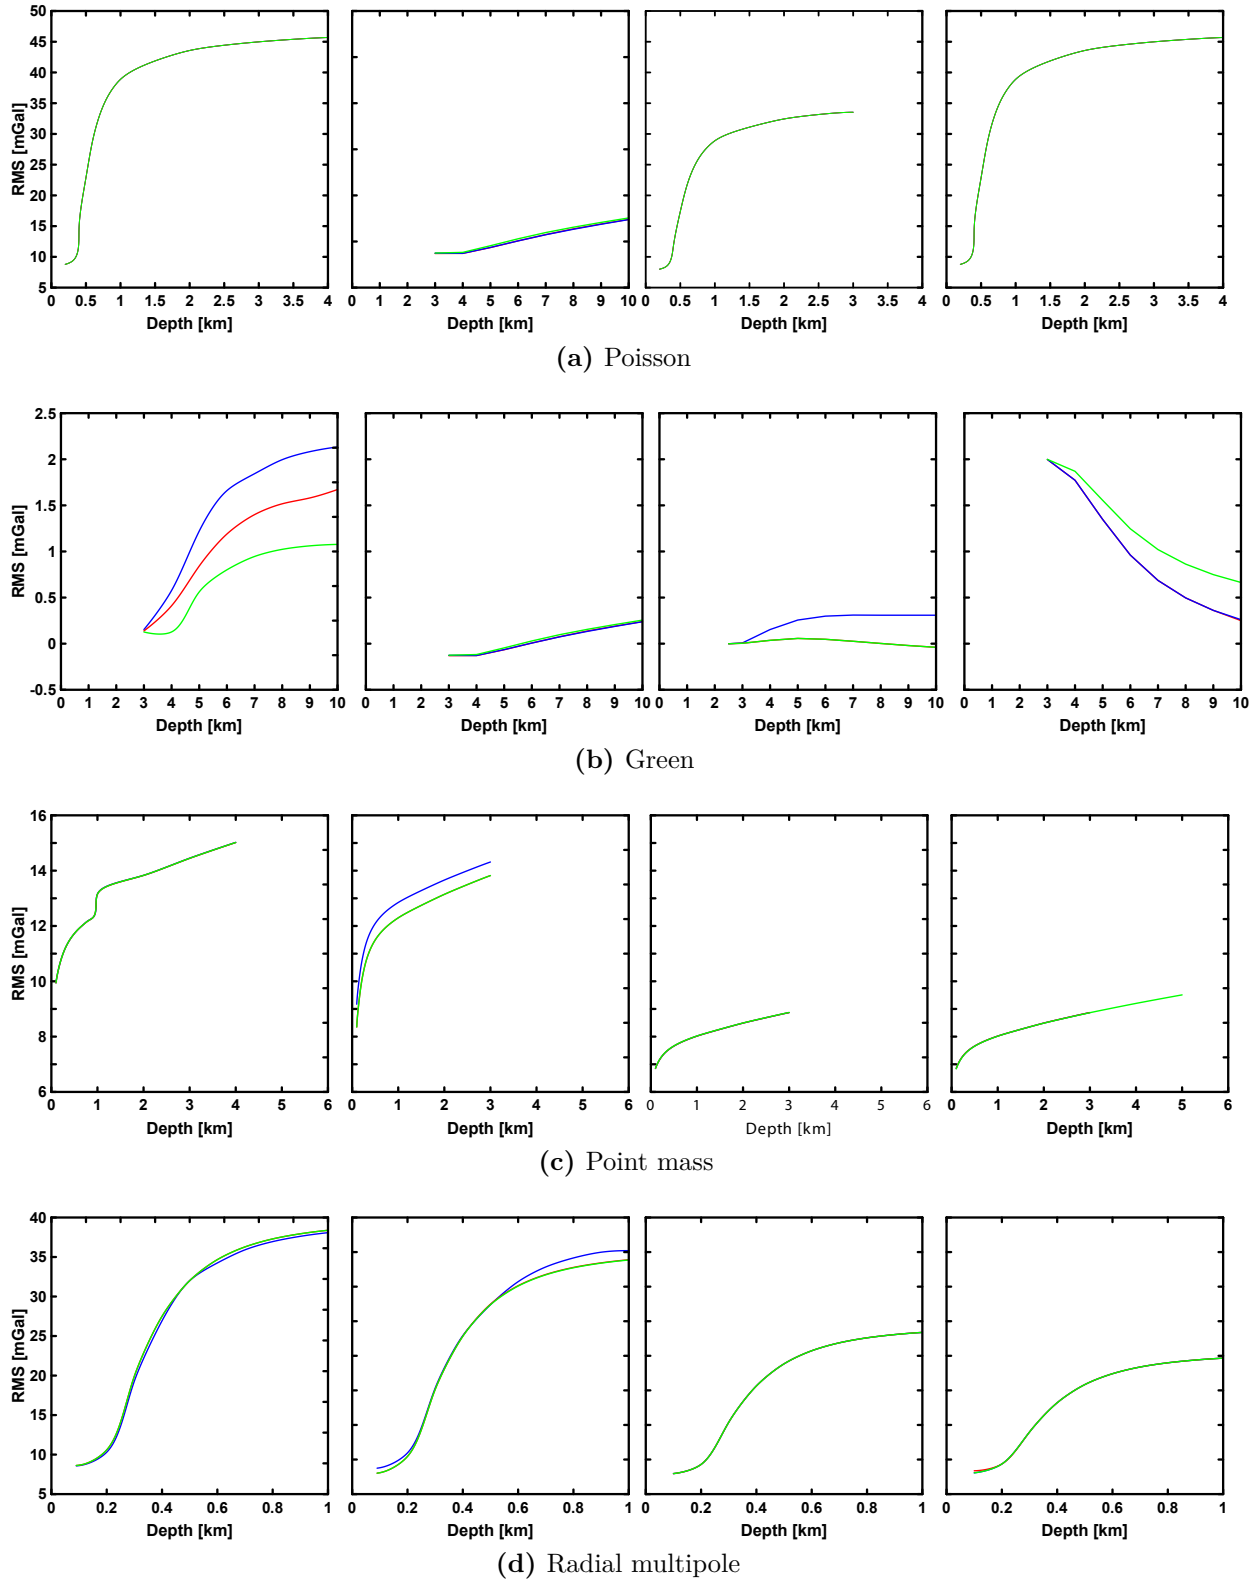 RMS [mGal]
50
45
40
35
30
25
20
15
10
5
0 0.5 1 1.5 2 2.5 3 3.5 4
0 1 2 3 4 5 6 7 8 9 10
0 0.5 1 1.5 2 2.5 3 3.5 4
0 0.5 1 1.5 2 2.5 3 3.5 4
Depth [km] Depth [km] Depth [km] Depth [km]
(a) Poisson
RMS [mGal]
2.5
2
1.5
1
0.5
0
-0.5
0 1 2 3 4 5 6 7 8 9 10
0 1 2 3 4 5 6 7 8 9 10
0 1 2 3 4 5 6 7 8 9 10
0 1 2 3 4 5 6 7 8 9 10
Depth [km] Depth [km] Depth [km] Depth [km]
(b) Green
RMS [mGal]
16
14
12
10
8
6
0 1 2 3 4 5 6
0 1 2 3 4 5 6
0 1 2 3 4 5 6
0 1 2 3 4 5 6
Depth [km] Depth [km] Depth [km] Depth [km]
(c) Point mass
RMS [mGal]
40
35
30
25
20
15
10
5
0 0.2 0.4 0.6 0.8 1
0 0.2 0.4 0.6 0.8 1
0 0.2 0.4 0.6 0.8 1
0 0.2 0.4 0.6 0.8 1
Depth [km] Depth [km] Depth [km] Depth [km]
(d) Radial multipole